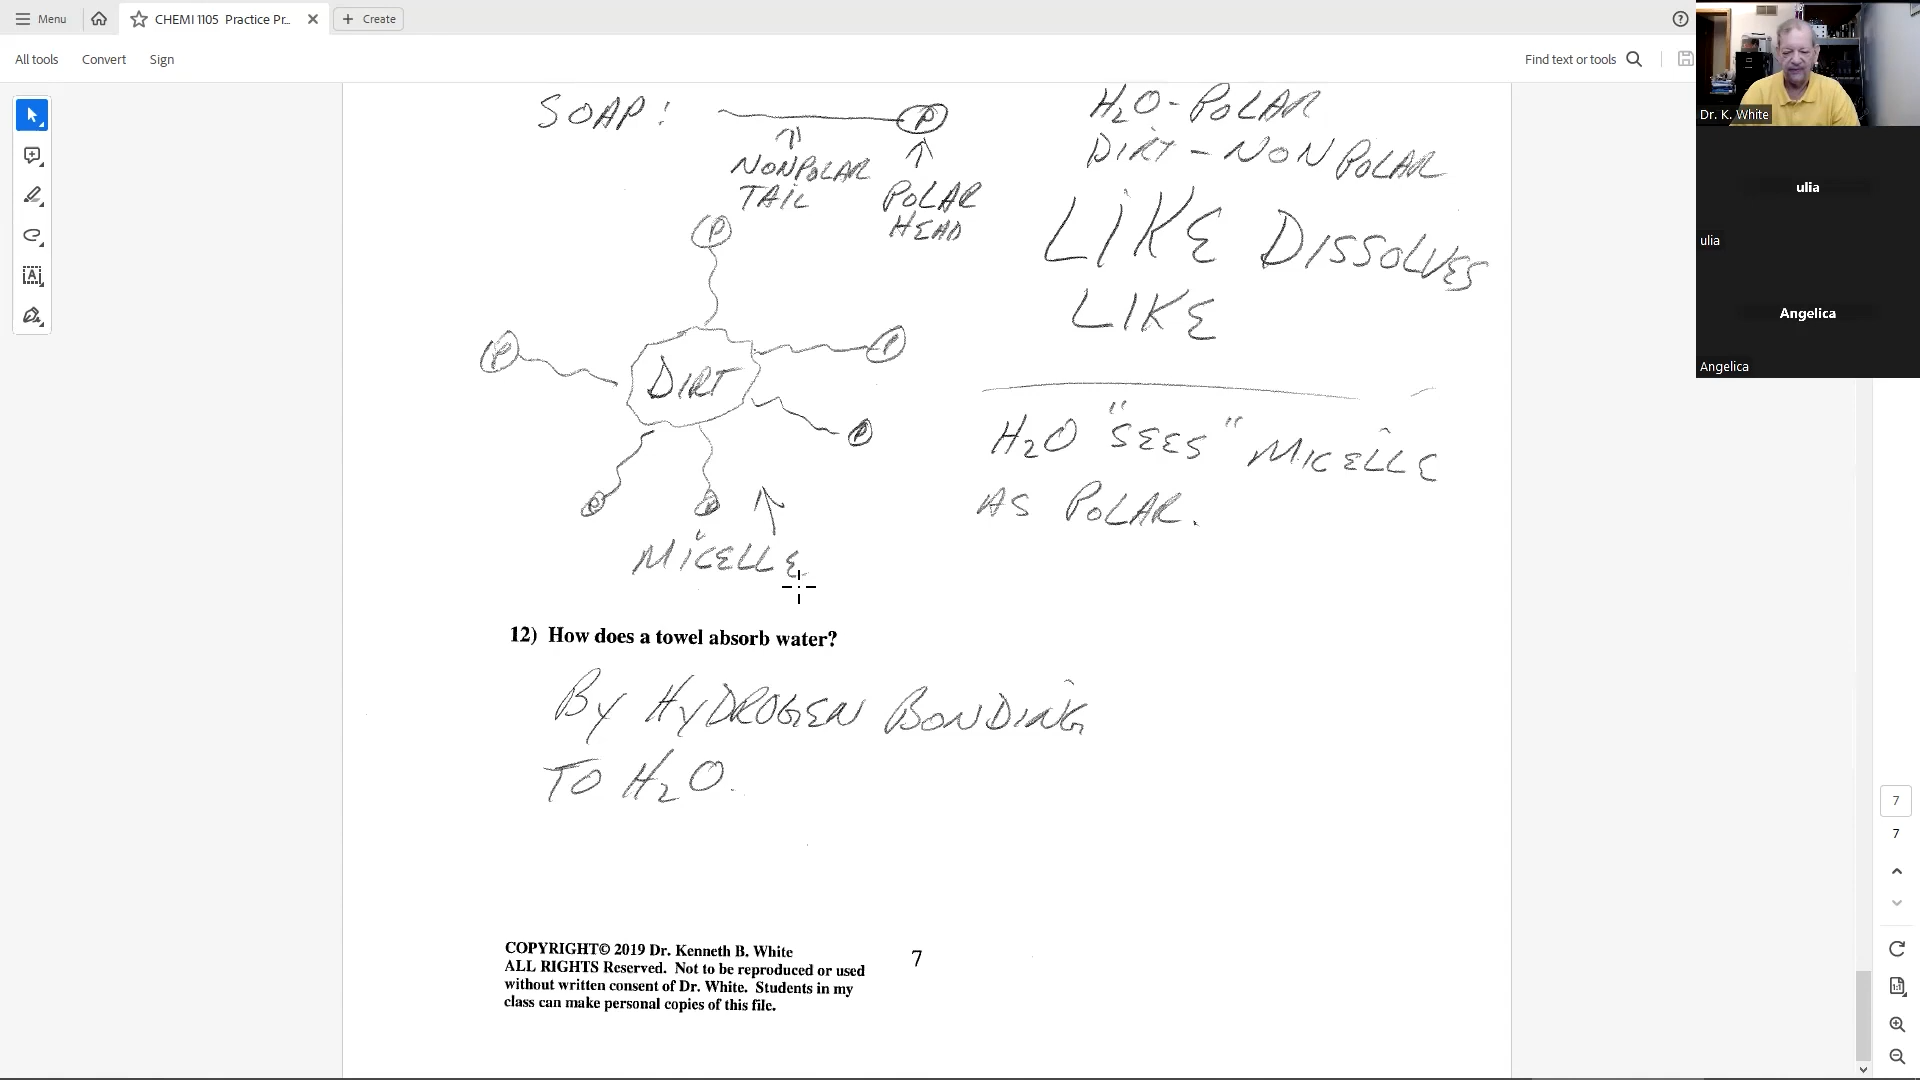 Menu
CHEMI 1105 Practice Pr...
Create
All tools
Convert
Sign
Find text or tools
Dr. K. White
ulia
ulia
Angelica
Angelica
SOAP:
P
NONPOLAR
TAIL
POLAR
HEAD
H2O - POLAR
DIRT - NONPOLAR
LIKE DISSOLVES
LIKE
P
P
P
DIRT
P
P
P
MICELLE
H2O "SEES" MICELLE
AS POLAR.
12) How does a towel absorb water?
BY HYDROGEN BONDING
TO H2O.
COPYRIGHT© 2019 Dr. Kenneth B. White
ALL RIGHTS Reserved. Not to be reproduced or used
without written consent of Dr. White. Students in my
class can make personal copies of this file.
7
7
7